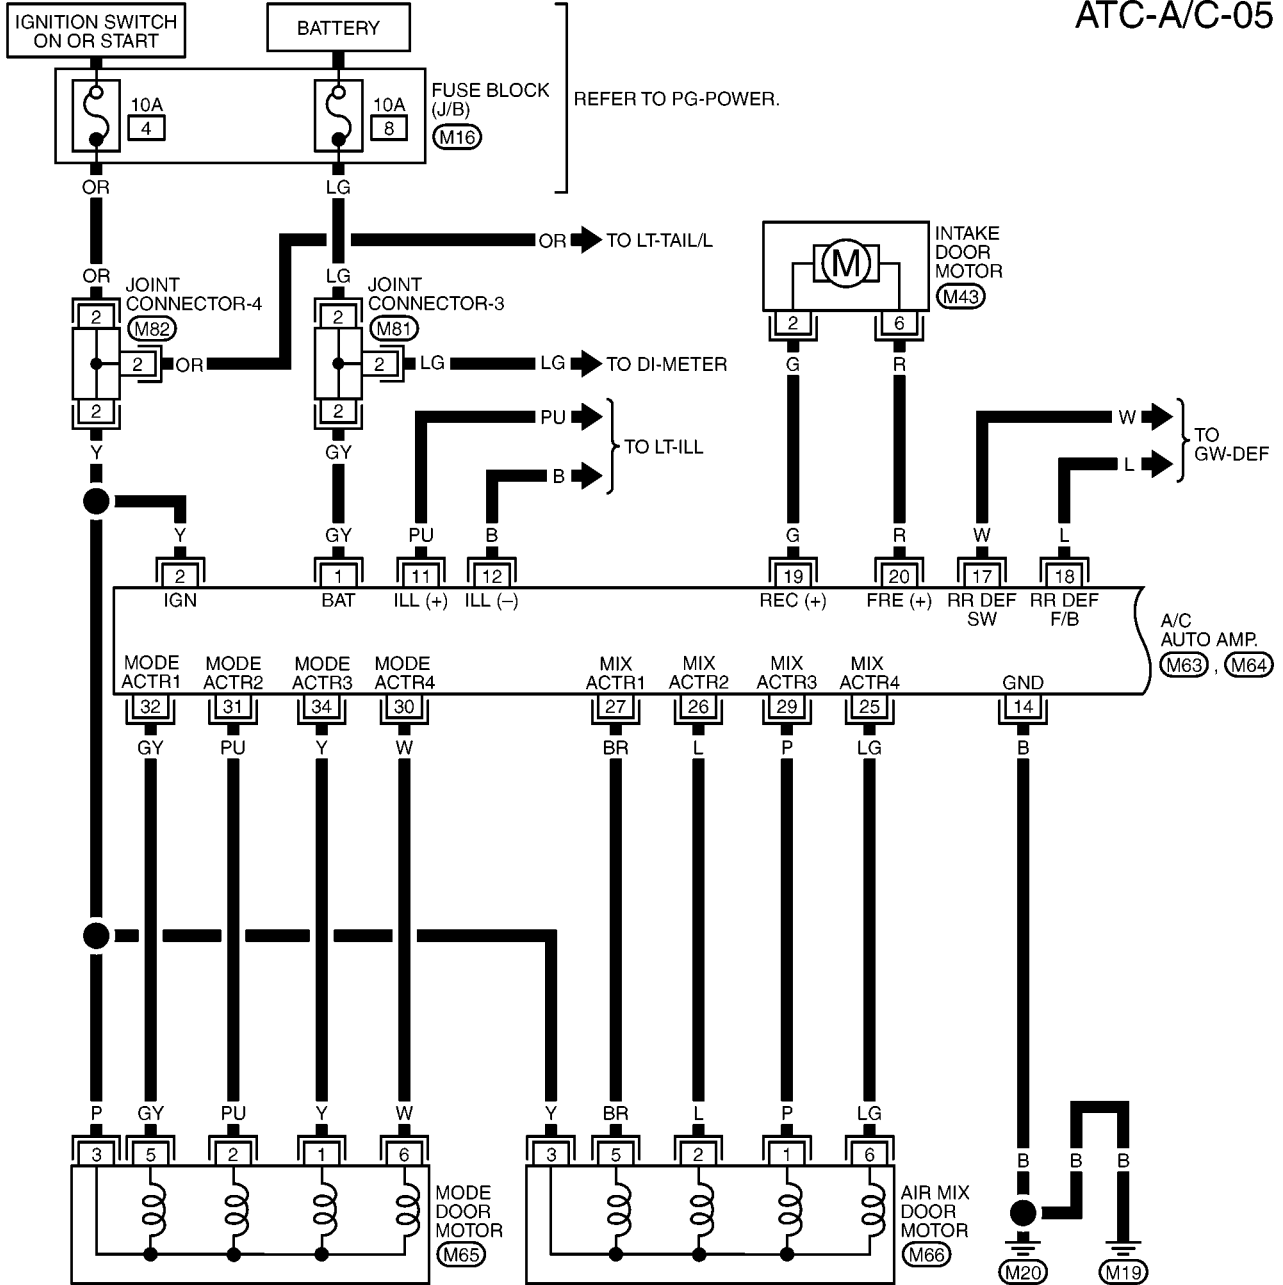 ATC-A/C-05
IGNITION SWITCH
ON OR START
BATTERY
10A
4
10A
8
FUSE BLOCK
(J/B)
M16
REFER TO PG-POWER.
OR
LG
OR
TO LT-TAIL/L
INTAKE
DOOR
MOTOR
M43
M
OR
LG
JOINT
CONNECTOR-4
M82
JOINT
CONNECTOR-3
M81
2
2
2
6
2
OR
2
LG
LG
TO DI-METER
G
R
2
2
PU
B
TO LT-ILL
W
L
TO
GW-DEF
Y
GY
Y
GY
PU
B
G
R
W
L
2
1
11
12
19
20
17
18
IGN
BAT
ILL (+)
ILL (–)
REC (+)
FRE (+)
RR DEF
SW
RR DEF
F/B
A/C
AUTO AMP.
M63 , M64
MODE
ACTR1
MODE
ACTR2
MODE
ACTR3
MODE
ACTR4
MIX
ACTR1
MIX
ACTR2
MIX
ACTR3
MIX
ACTR4
GND
32
31
34
30
27
26
29
25
14
GY
PU
Y
W
BR
L
P
LG
B
P
GY
PU
Y
W
Y
BR
L
P
LG
3
5
2
1
6
3
5
2
1
6
B
B
B
MODE
DOOR
MOTOR
M65
AIR MIX
DOOR
MOTOR
M66
M20
M19